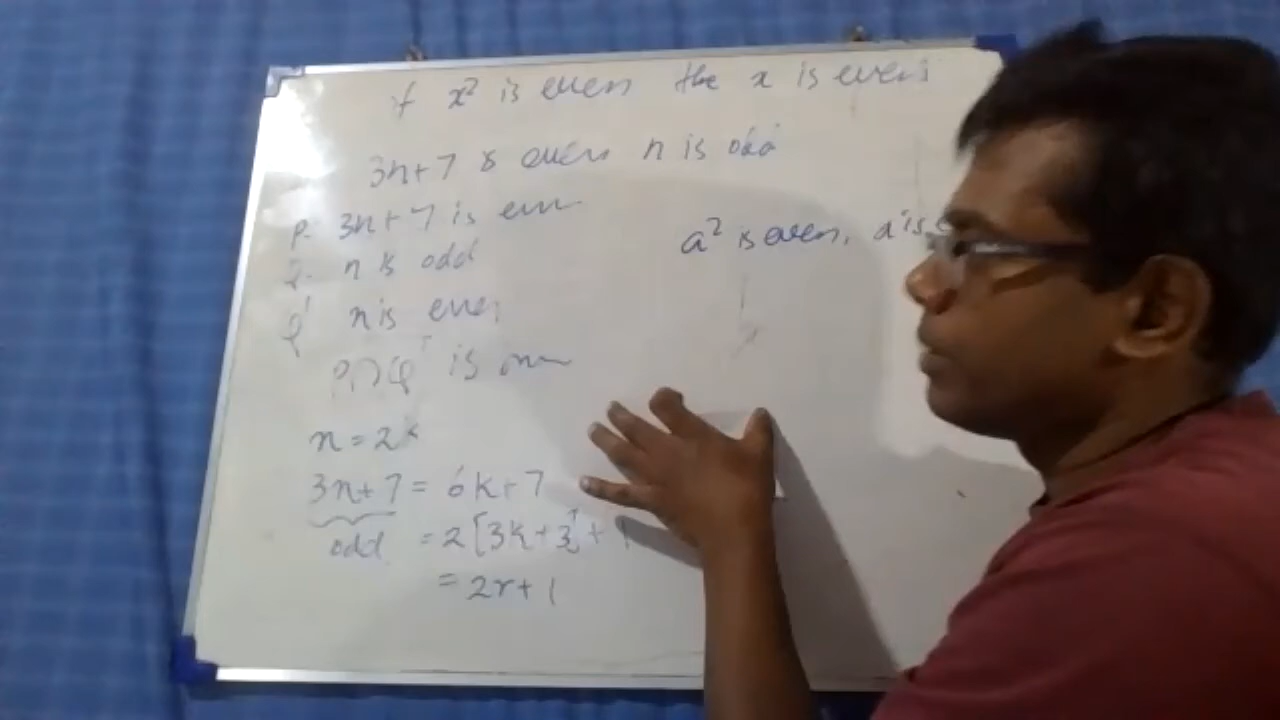 if x² is even the x is even
3n+7 is even n is odd
P- 3n+7 is even
q- n is odd
q' n is even
P∩q' is
n = 2k
3n+7 = 6k+7
odd = 2[3k+3]+1
= 2r+1
a² is even, a is